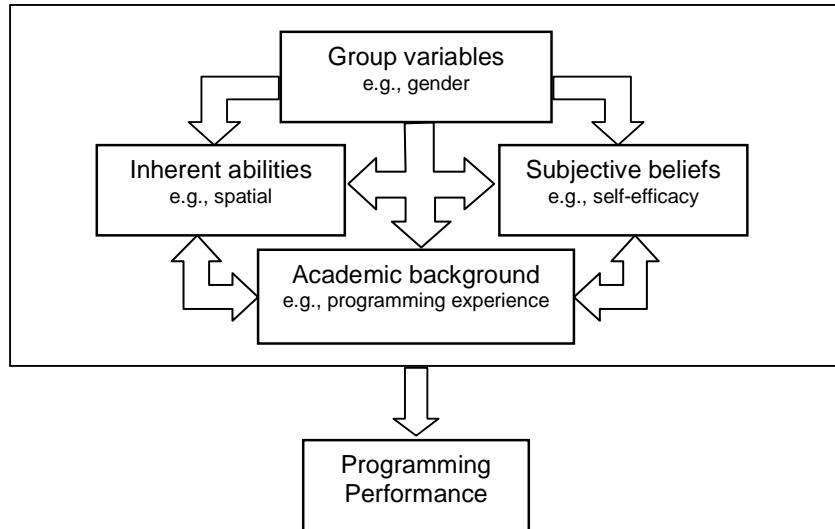 Group variables
e.g., gender
Inherent abilities
e.g., spatial
Subjective beliefs
e.g., self-efficacy
Academic background
e.g., programming experience
Programming
Performance